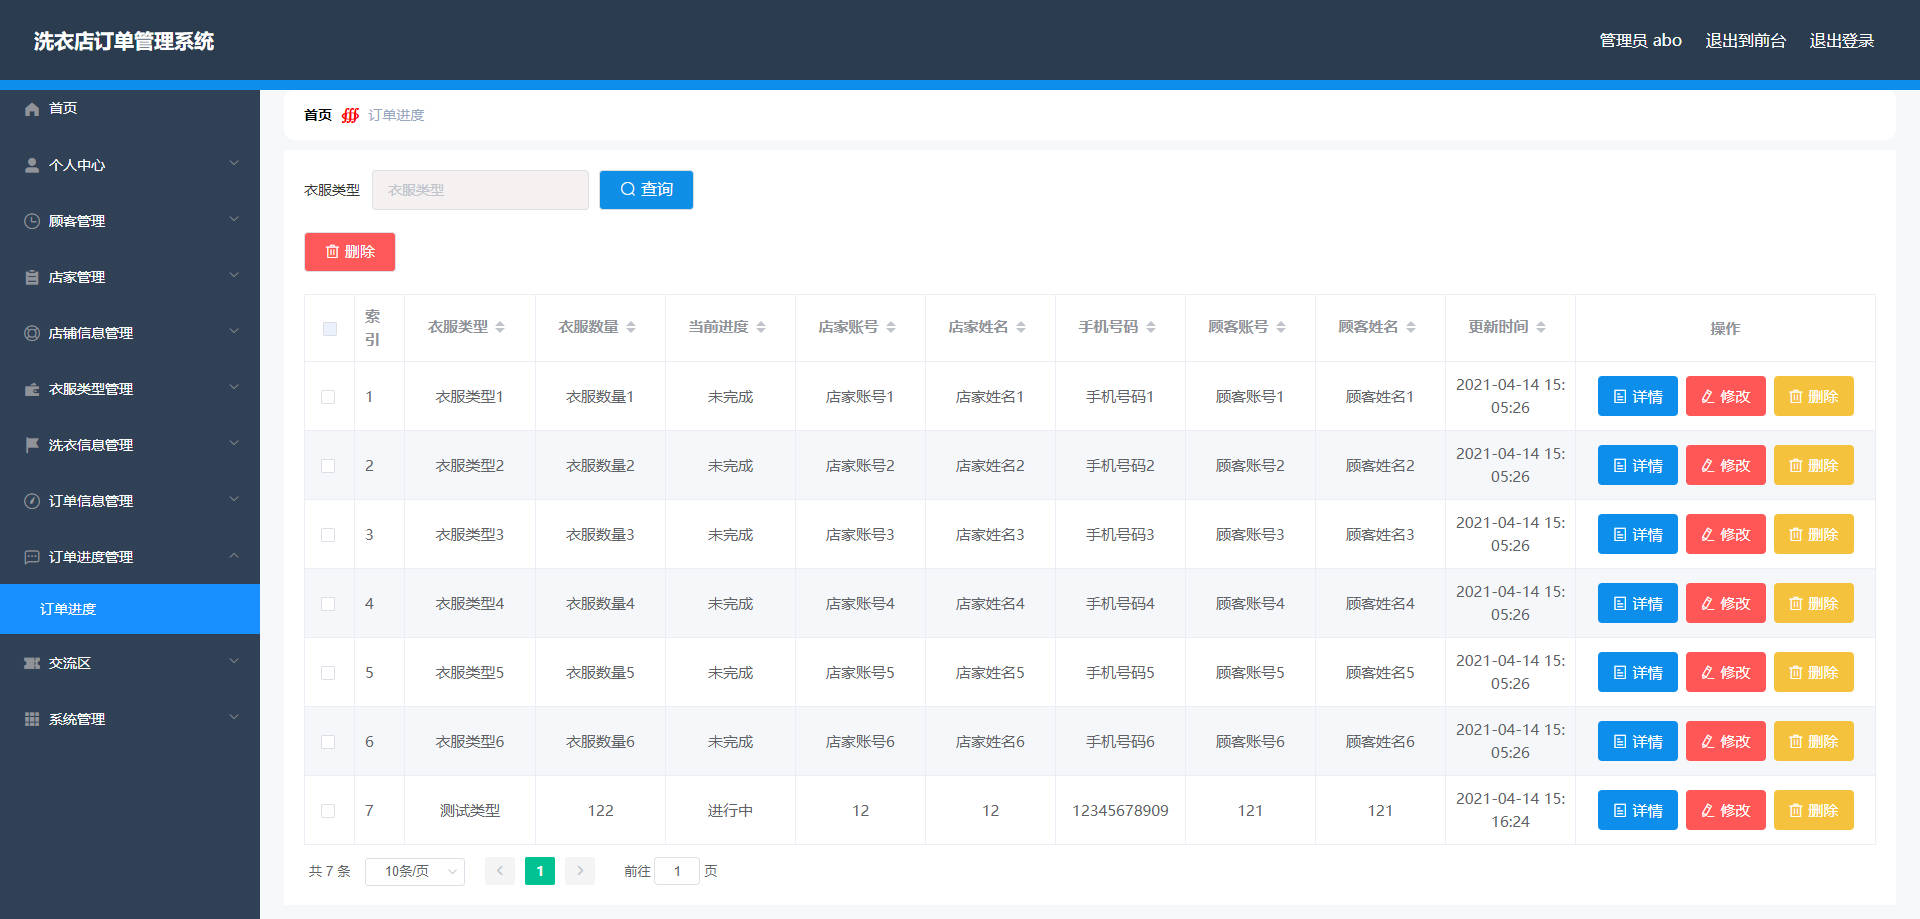 洗衣店订单管理系统
管理员 abo 退出到前台 退出登录
首页
个人中心
顾客管理
店家管理
店铺信息管理
衣服类型管理
洗衣信息管理
订单信息管理
订单进度管理
订单进度
交流区
系统管理
首页 订单进度
衣服类型 衣服类型 查询
删除
索引 衣服类型 衣服数量 当前进度 店家账号 店家姓名 手机号码 顾客账号 顾客姓名 更新时间 操作
1 衣服类型1 衣服数量1 未完成 店家账号1 店家姓名1 手机号码1 顾客账号1 顾客姓名1 2021-04-14 15:05:26 详情 修改 删除
2 衣服类型2 衣服数量2 未完成 店家账号2 店家姓名2 手机号码2 顾客账号2 顾客姓名2 2021-04-14 15:05:26 详情 修改 删除
3 衣服类型3 衣服数量3 未完成 店家账号3 店家姓名3 手机号码3 顾客账号3 顾客姓名3 2021-04-14 15:05:26 详情 修改 删除
4 衣服类型4 衣服数量4 未完成 店家账号4 店家姓名4 手机号码4 顾客账号4 顾客姓名4 2021-04-14 15:05:26 详情 修改 删除
5 衣服类型5 衣服数量5 未完成 店家账号5 店家姓名5 手机号码5 顾客账号5 顾客姓名5 2021-04-14 15:05:26 详情 修改 删除
6 衣服类型6 衣服数量6 未完成 店家账号6 店家姓名6 手机号码6 顾客账号6 顾客姓名6 2021-04-14 15:05:26 详情 修改 删除
7 测试类型 122 进行中 12 12 12345678909 121 121 2021-04-14 15:16:24 详情 修改 删除
共 7 条 10条/页 1 前往 1 页